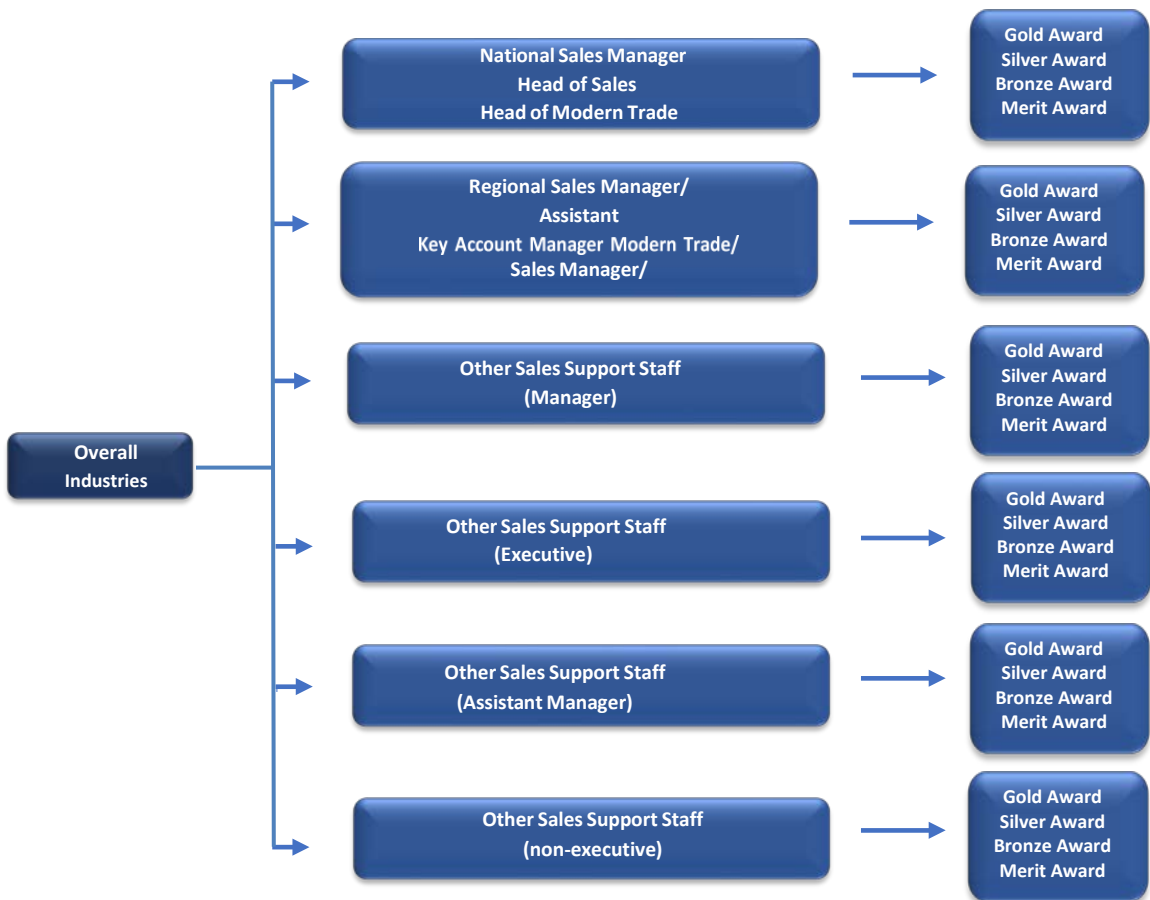 National Sales Manager
Head of Sales
Head of Modern Trade
Gold Award
Silver Award
Bronze Award
Merit Award
Regional Sales Manager/
Assistant
Key Account Manager Modern Trade/
Sales Manager/
Gold Award
Silver Award
Bronze Award
Merit Award
Other Sales Support Staff
(Manager)
Gold Award
Silver Award
Bronze Award
Merit Award
Overall
Industries
Other Sales Support Staff
(Executive)
Gold Award
Silver Award
Bronze Award
Merit Award
Other Sales Support Staff
(Assistant Manager)
Gold Award
Silver Award
Bronze Award
Merit Award
Other Sales Support Staff
(non-executive)
Gold Award
Silver Award
Bronze Award
Merit Award